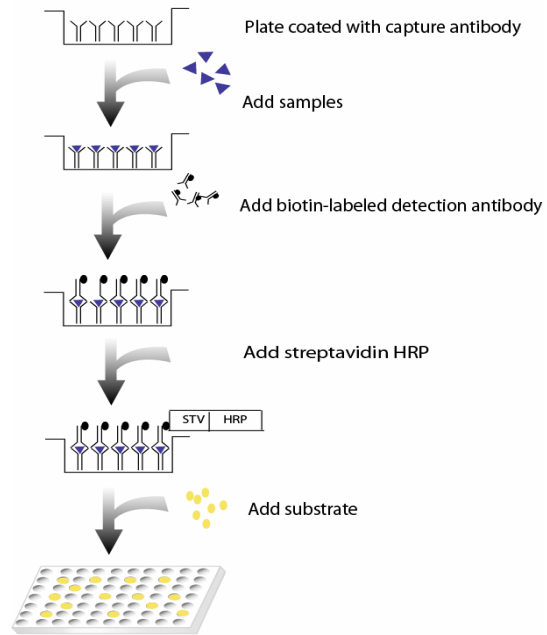 Plate coated with capture antibody
Add samples
Add biotin-labeled detection antibody
Add streptavidin HRP
STV HRP
Add substrate